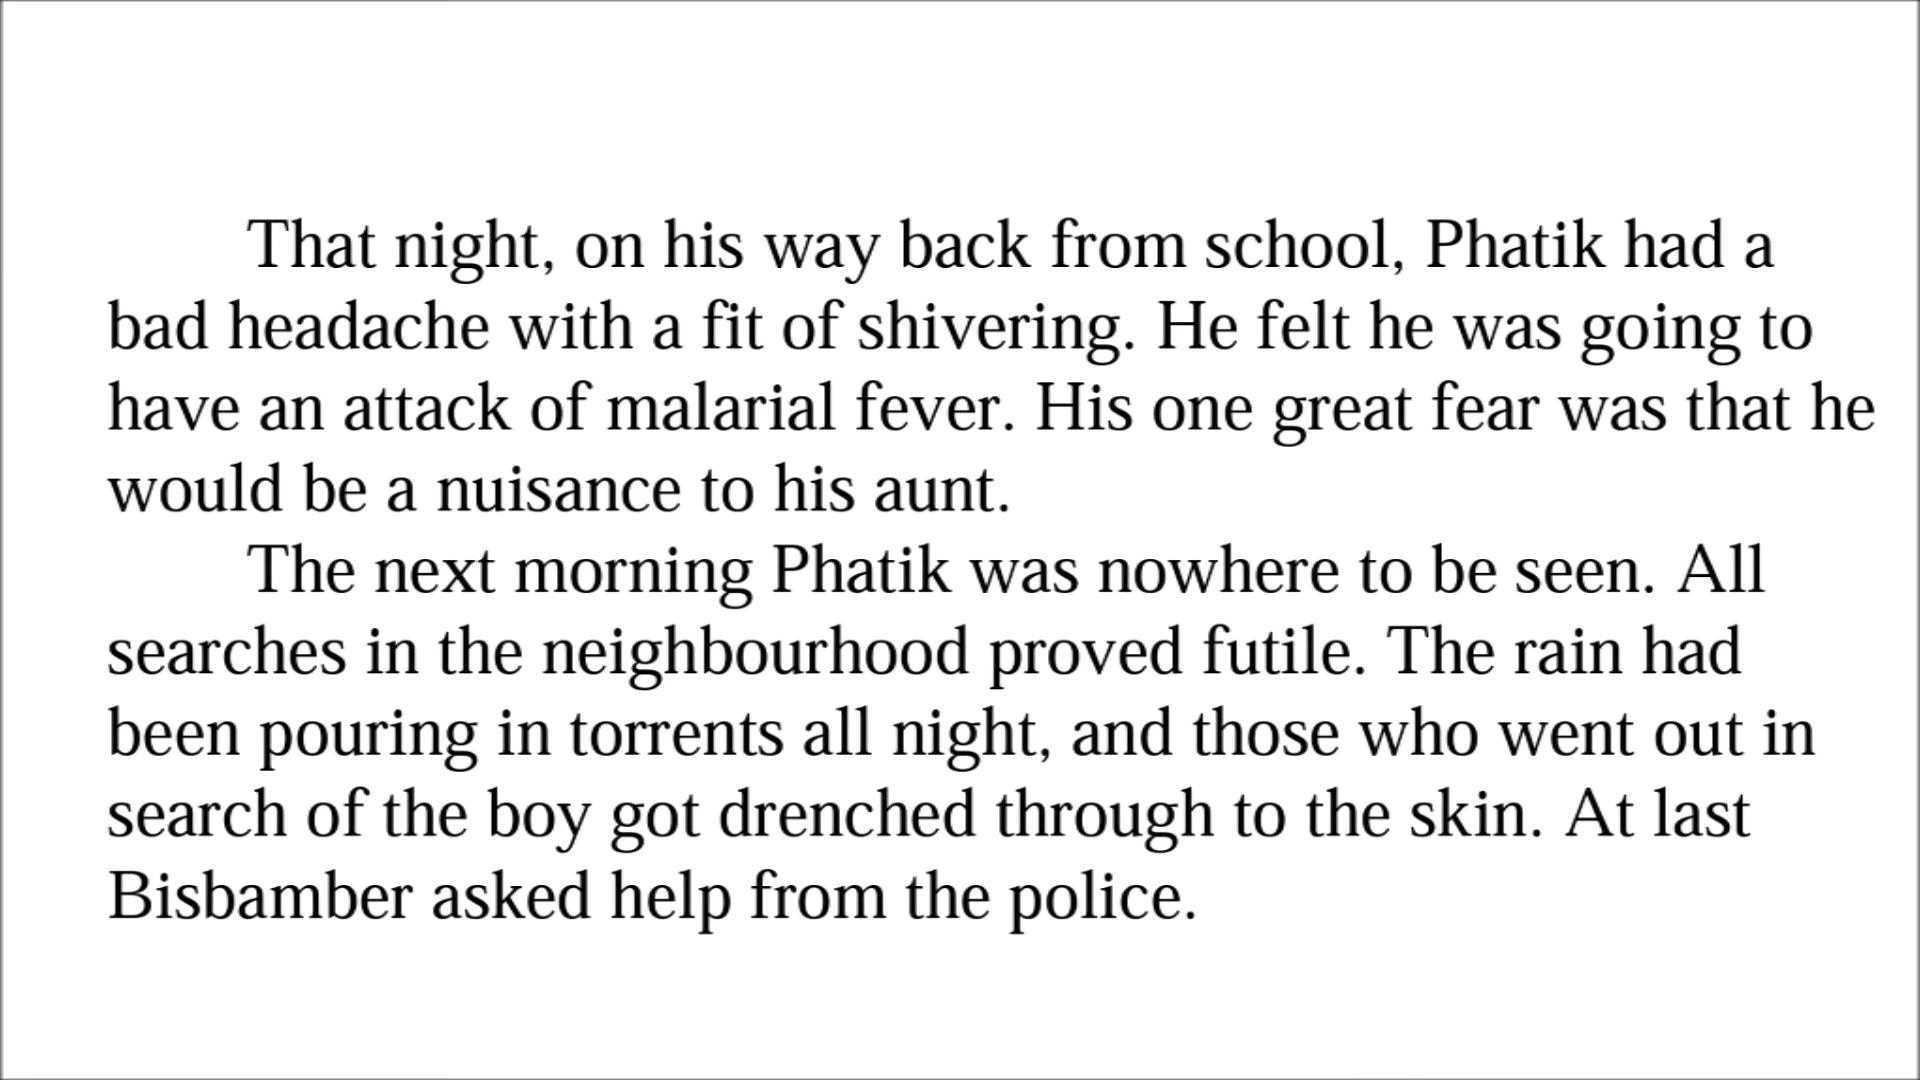 That night, on his way back from school, Phatik had a
bad headache with a fit of shivering. He felt he was going to
have an attack of malarial fever. His one great fear was that he
would be a nuisance to his aunt.
The next morning Phatik was nowhere to be seen. All
searches in the neighbourhood proved futile. The rain had
been pouring in torrents all night, and those who went out in
search of the boy got drenched through to the skin. At last
Bisbamber asked help from the police.